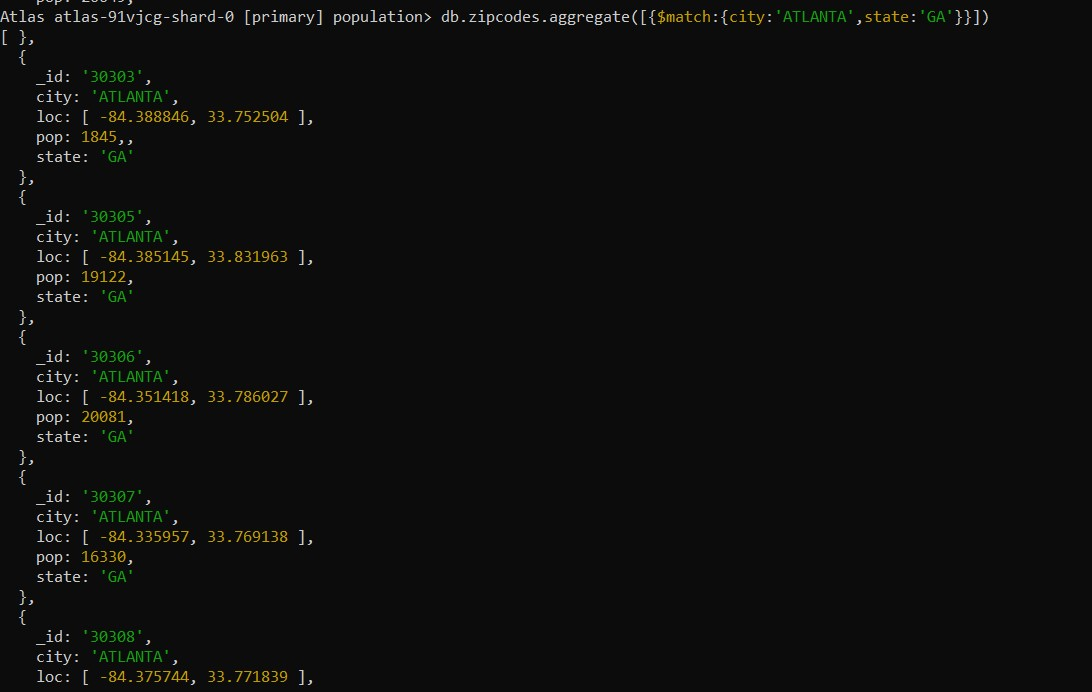 Atlas atlas-91vjcg-shard-0 [primary] population> db.zipcodes.aggregate([{$match:{city:'ATLANTA',state:'GA'}}])
[ },
  {
    _id: '30303',
    city: 'ATLANTA',
    loc: [ -84.388846, 33.752504 ],
    pop: 1845,,
    state: 'GA'
  },
  {
    _id: '30305',
    city: 'ATLANTA',
    loc: [ -84.385145, 33.831963 ],
    pop: 19122,
    state: 'GA'
  },
  {
    _id: '30306',
    city: 'ATLANTA',
    loc: [ -84.351418, 33.786027 ],
    pop: 20081,
    state: 'GA'
  },
  {
    _id: '30307',
    city: 'ATLANTA',
    loc: [ -84.335957, 33.769138 ],
    pop: 16330,
    state: 'GA'
  },
  {
    _id: '30308',
    city: 'ATLANTA',
    loc: [ -84.375744, 33.771839 ],